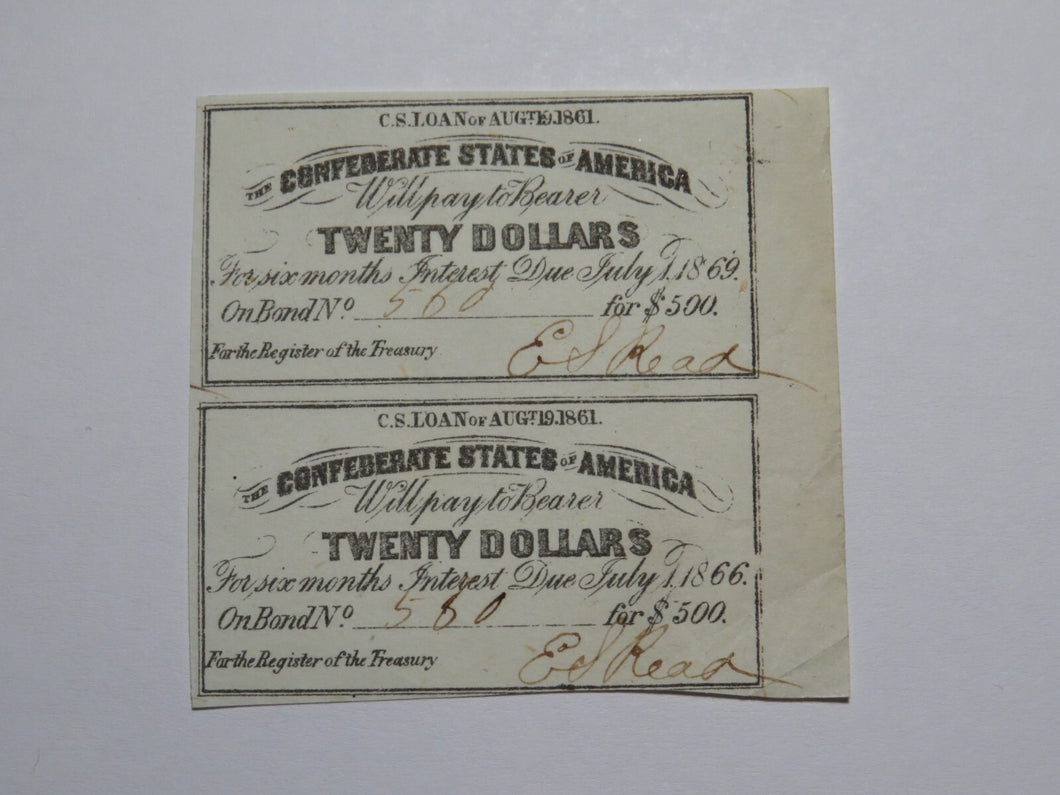 C.S. LOAN OF AUGT. 19. 1861.
THE CONFEDERATE STATES OF AMERICA
Will pay to Bearer
TWENTY DOLLARS
For six months Interest Due July 1. 1869.
On Bond No. 560 for $500.
For the Register of the Treasury E S Read
C.S. LOAN OF AUGT. 19. 1861.
THE CONFEDERATE STATES OF AMERICA
Will pay to Bearer
TWENTY DOLLARS
For six months Interest Due July 1. 1866.
On Bond No. 560 for $500.
For the Register of the Treasury E S Read